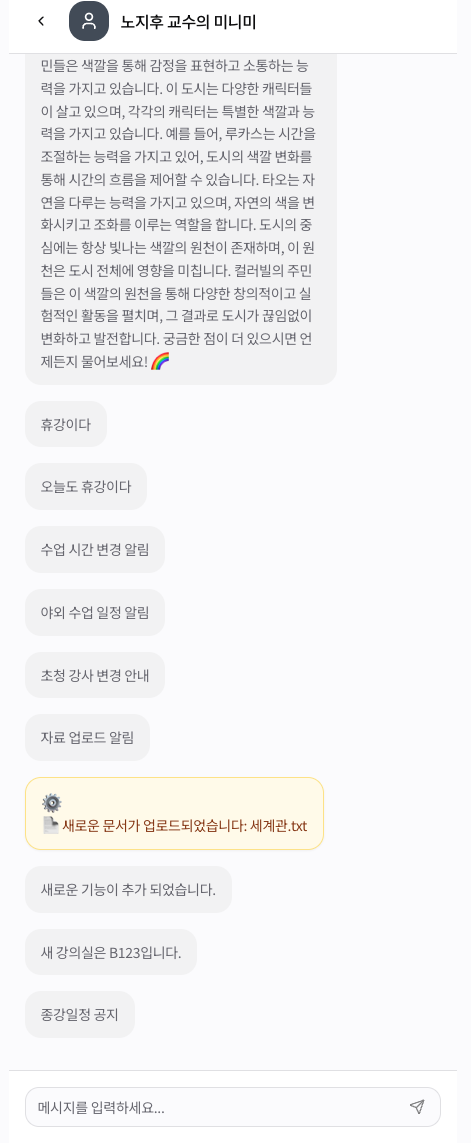 노지후 교수의 미니미
민들은 색깔을 통해 감정을 표현하고 소통하는 능
력을 가지고 있습니다. 이 도시는 다양한 캐릭터들
이 살고 있으며, 각각의 캐릭터는 특별한 색깔과 능
력을 가지고 있습니다. 예를 들어, 루카스는 시간을
조절하는 능력을 가지고 있어, 도시의 색깔 변화를
통해 시간의 흐름을 제어할 수 있습니다. 타오는 자
연을 다루는 능력을 가지고 있으며, 자연의 색을 변
화시키고 조화를 이루는 역할을 합니다. 도시의 중
심에는 항상 빛나는 색깔의 원천이 존재하며, 이 원
천은 도시 전체에 영향을 미칩니다. 컬러빌의 주민
들은 이 색깔의 원천을 통해 다양한 창의적이고 실
험적인 활동을 펼치며, 그 결과로 도시가 끊임없이
변화하고 발전합니다. 궁금한 점이 더 있으시면 언
제든지 물어보세요! 🌈
휴강이다
오늘도 휴강이다
수업 시간 변경 알림
야외 수업 일정 알림
초청 강사 변경 안내
자료 업로드 알림
새로운 문서가 업로드되었습니다: 세계관.txt
새로운 기능이 추가 되었습니다.
새 강의실은 B123입니다.
종강일정 공지
메시지를 입력하세요...